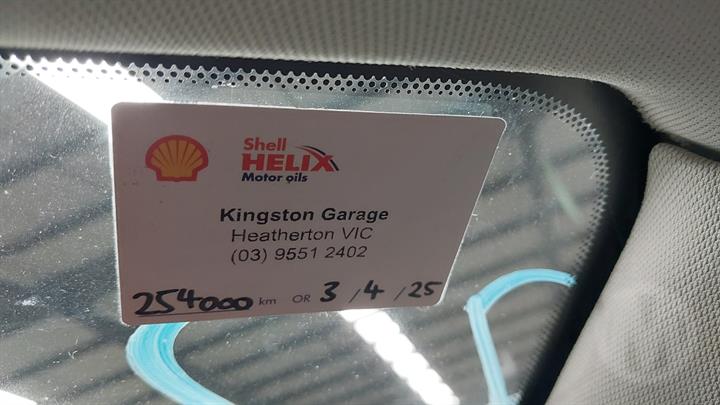 Shell
HELIX
Motor oils
Kingston Garage
Heatherton VIC
(03) 9551 2402
254000 km OR 3/4/25